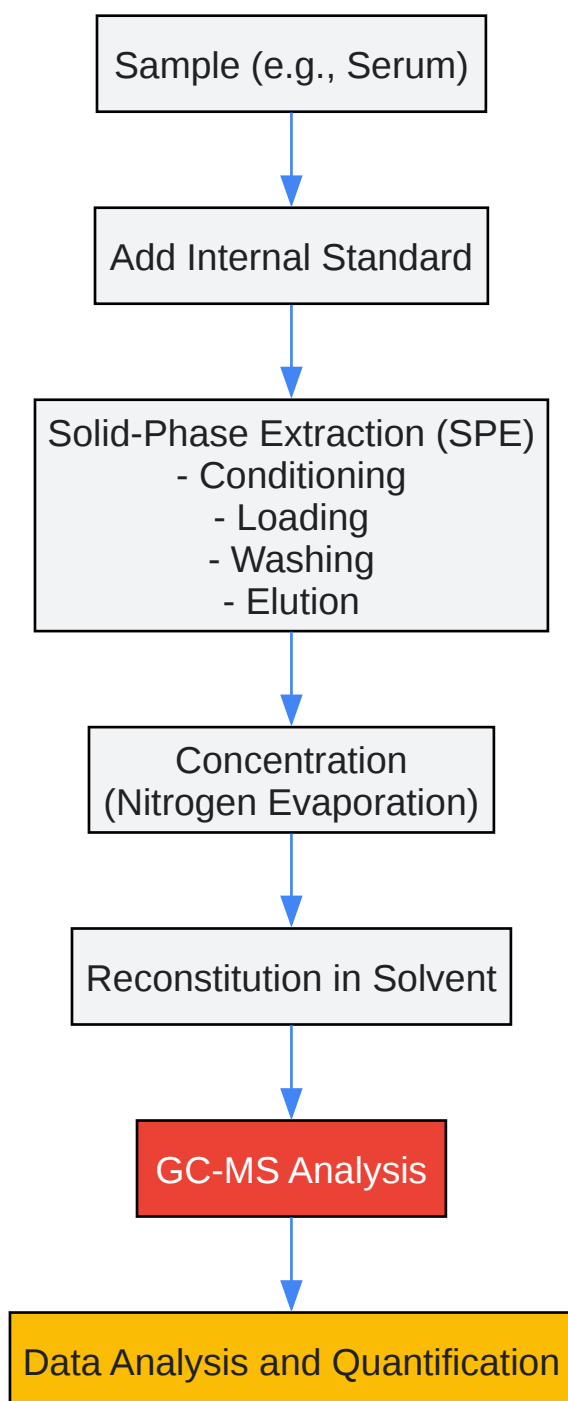 Sample (e.g., Serum)
Add Internal Standard
Solid-Phase Extraction (SPE)
- Conditioning
- Loading
- Washing
- Elution
Concentration
(Nitrogen Evaporation)
Reconstitution in Solvent
GC-MS Analysis
Data Analysis and Quantification